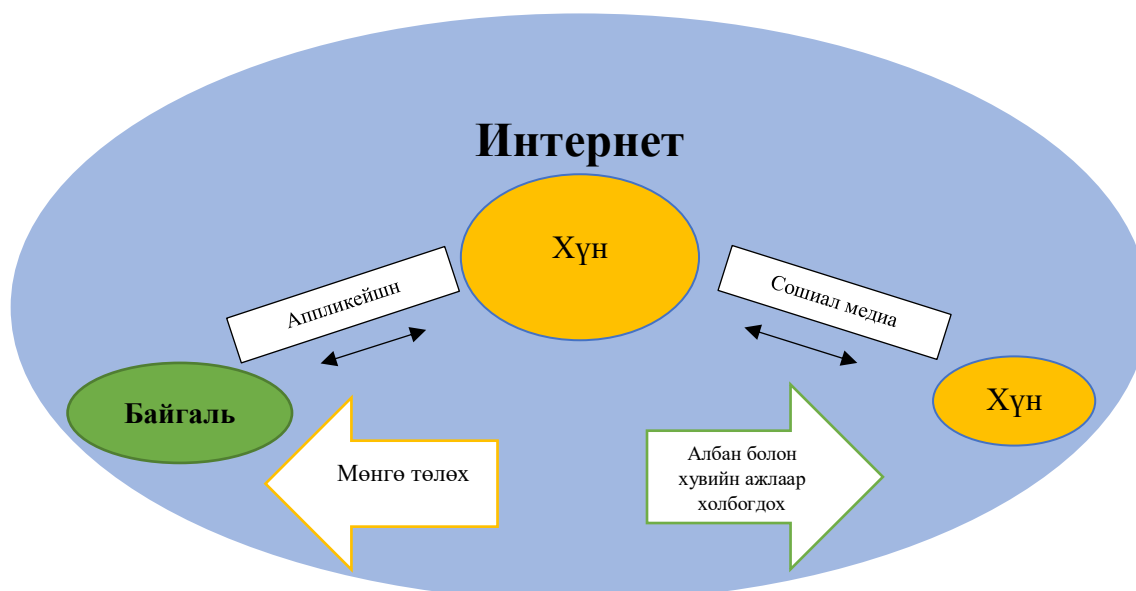 Интернет
Хүн
Аппликейшн
Сошиал медиа
Байгаль
Хүн
Мөнгө төлөх
Албан болон
хувийн ажлаар
холбогдох